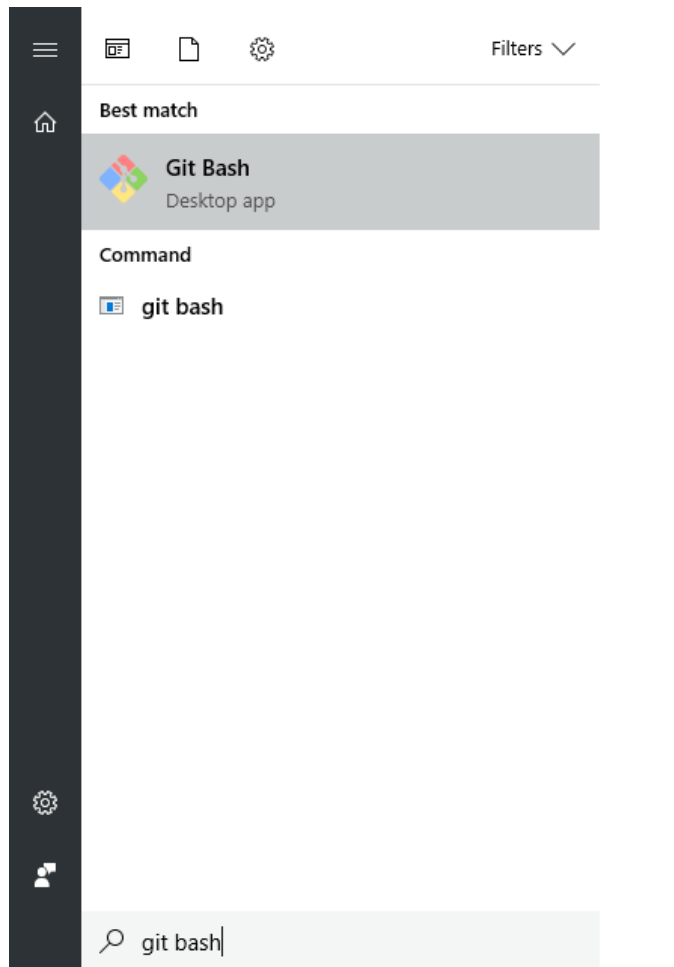 Filters
Best match
Git Bash
Desktop app
Command
git bash
git bash